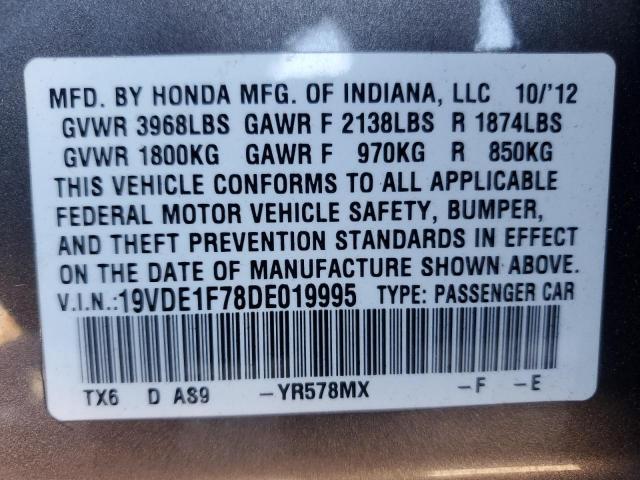 MFD. BY HONDA MFG. OF INDIANA, LLC 10/'12
GVWR 3968LBS GAWR F 2138LBS R 1874LBS
GVWR 1800KG GAWR F 970KG R 850KG
THIS VEHICLE CONFORMS TO ALL APPLICABLE
FEDERAL MOTOR VEHICLE SAFETY, BUMPER,
AND THEFT PREVENTION STANDARDS IN EFFECT
ON THE DATE OF MANUFACTURE SHOWN ABOVE.
V.I.N.:19VDE1F78DE019995 TYPE: PASSENGER CAR
TX6 D AS9 -YR578MX -F -E